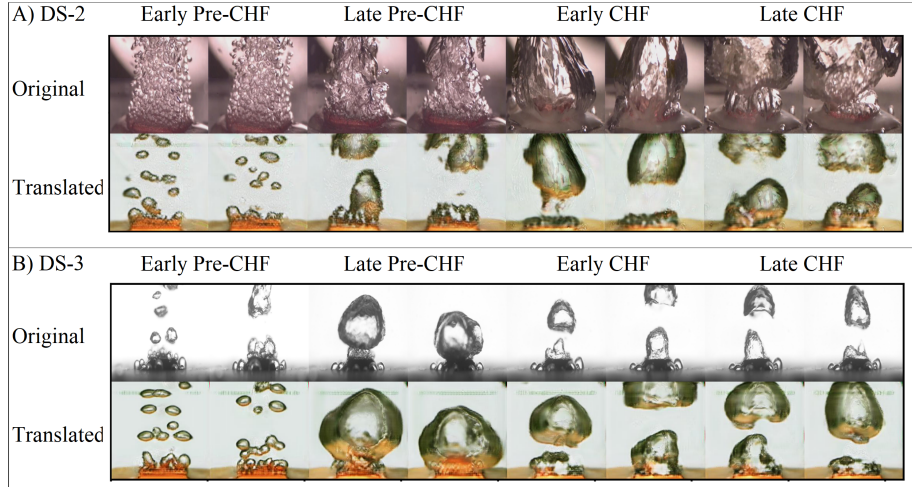 A) DS-2
Early Pre-CHF Late Pre-CHF Early CHF Late CHF
Original
Translated
B) DS-3
Early Pre-CHF Late Pre-CHF Early CHF Late CHF
Original
Translated